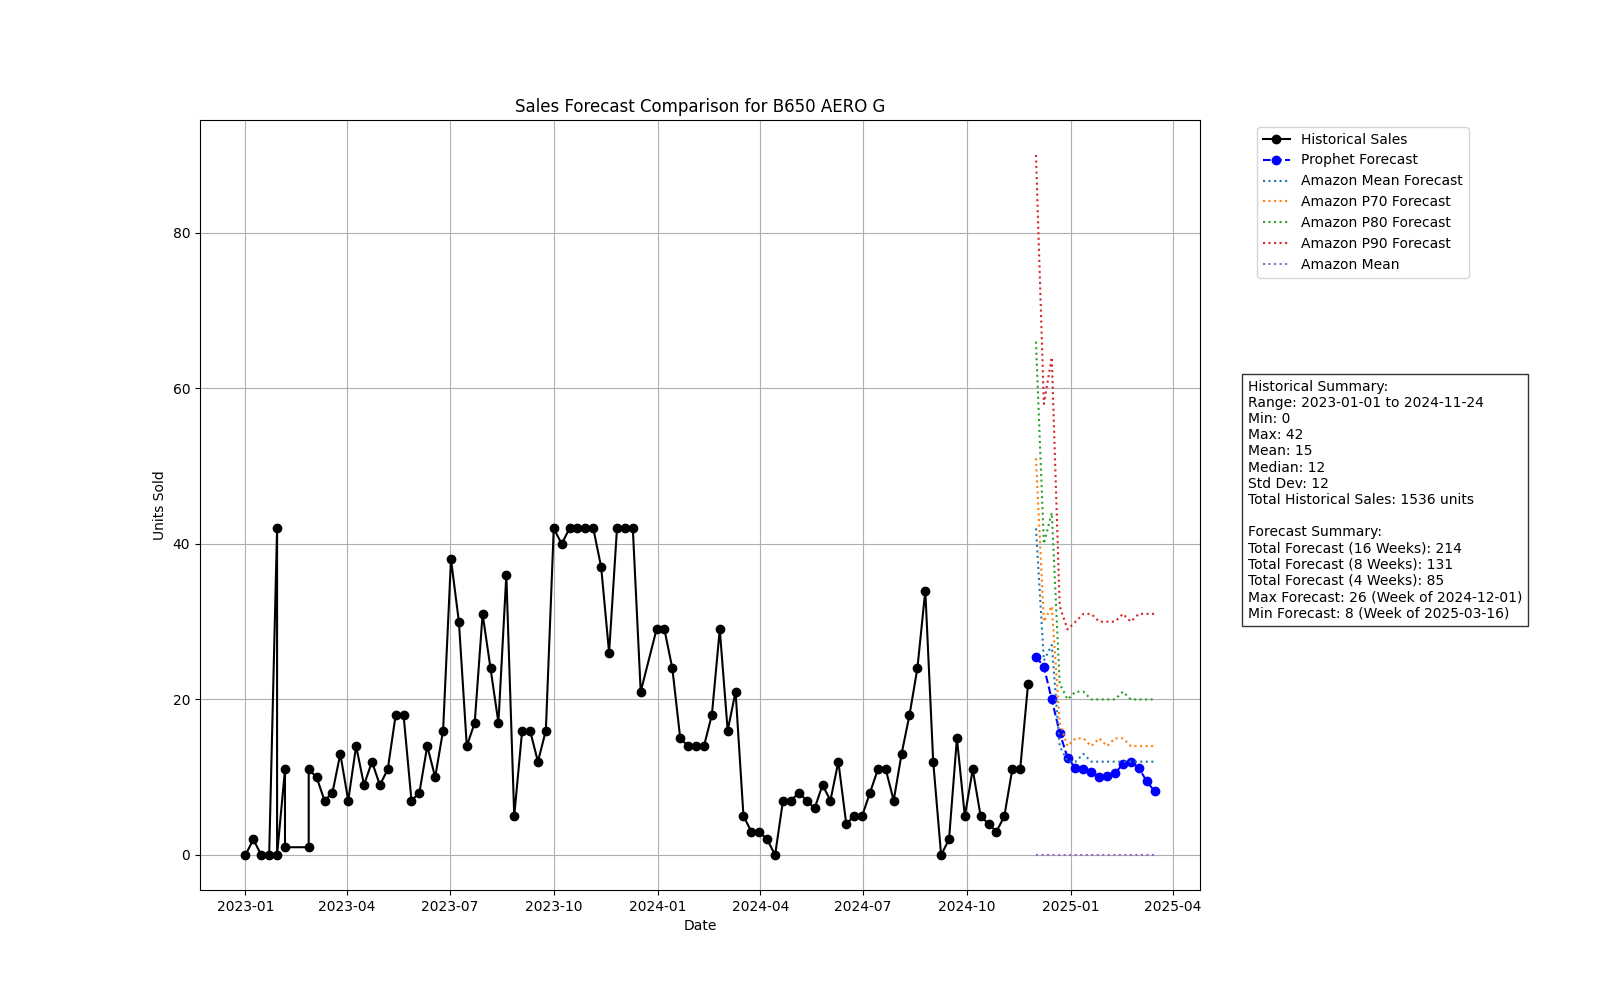 Sales Forecast Comparison for B650 AERO G
Units Sold
80
60
40
20
0
2023-01
2023-04
2023-07
2023-10
2024-01
2024-04
2024-07
2024-10
2025-01
2025-04
Date
Historical Sales
Prophet Forecast
Amazon Mean Forecast
Amazon P70 Forecast
Amazon P80 Forecast
Amazon P90 Forecast
Amazon Mean
Historical Summary:
Range: 2023-01-01 to 2024-11-24
Min: 0
Max: 42
Mean: 15
Median: 12
Std Dev: 12
Total Historical Sales: 1536 units
Forecast Summary:
Total Forecast (16 Weeks): 214
Total Forecast (8 Weeks): 131
Total Forecast (4 Weeks): 85
Max Forecast: 26 (Week of 2024-12-01)
Min Forecast: 8 (Week of 2025-03-16)